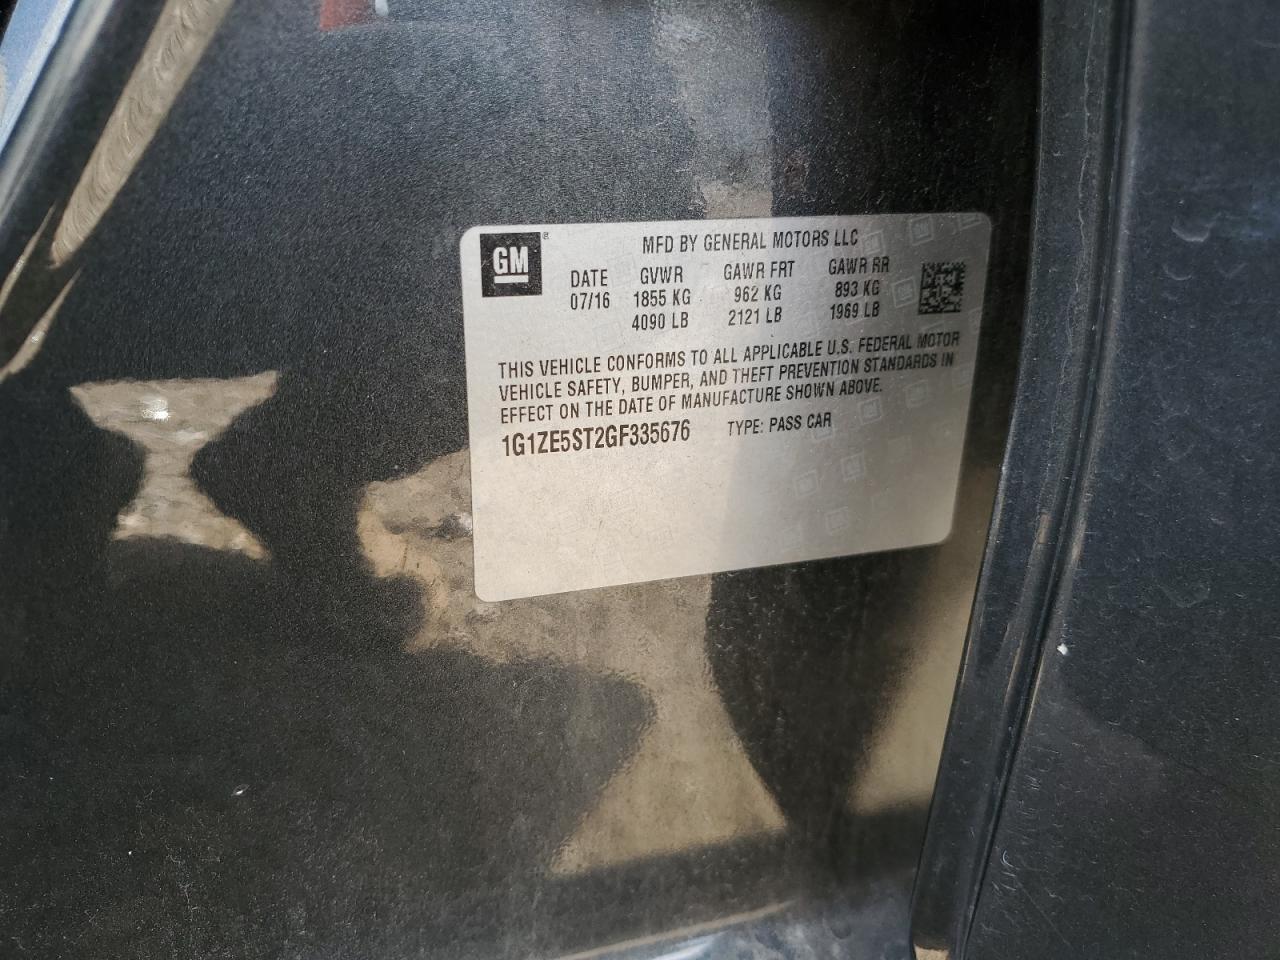 GM ®
MFD BY GENERAL MOTORS LLC
DATE GVWR GAWR FRT GAWR RR
07/16 1855 KG 962 KG 893 KG
4090 LB 2121 LB 1969 LB
THIS VEHICLE CONFORMS TO ALL APPLICABLE U.S. FEDERAL MOTOR
VEHICLE SAFETY, BUMPER, AND THEFT PREVENTION STANDARDS IN
EFFECT ON THE DATE OF MANUFACTURE SHOWN ABOVE.
1G1ZE5ST2GF335676 TYPE: PASS CAR